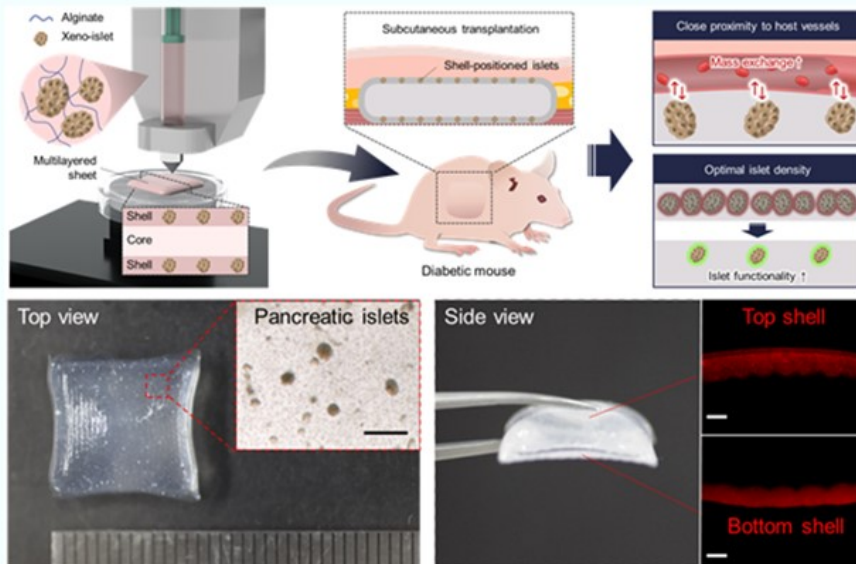 Alginate
Xeno-islet
Multilayered
sheet
Shell
Core
Shell
Subcutaneous transplantation
Shell-positioned islets
Diabetic mouse
Close proximity to host vessels
Mass exchange ↑
Optimal islet density
Islet functionality ↑
Top view
Pancreatic islets
Side view
Top shell
Bottom shell